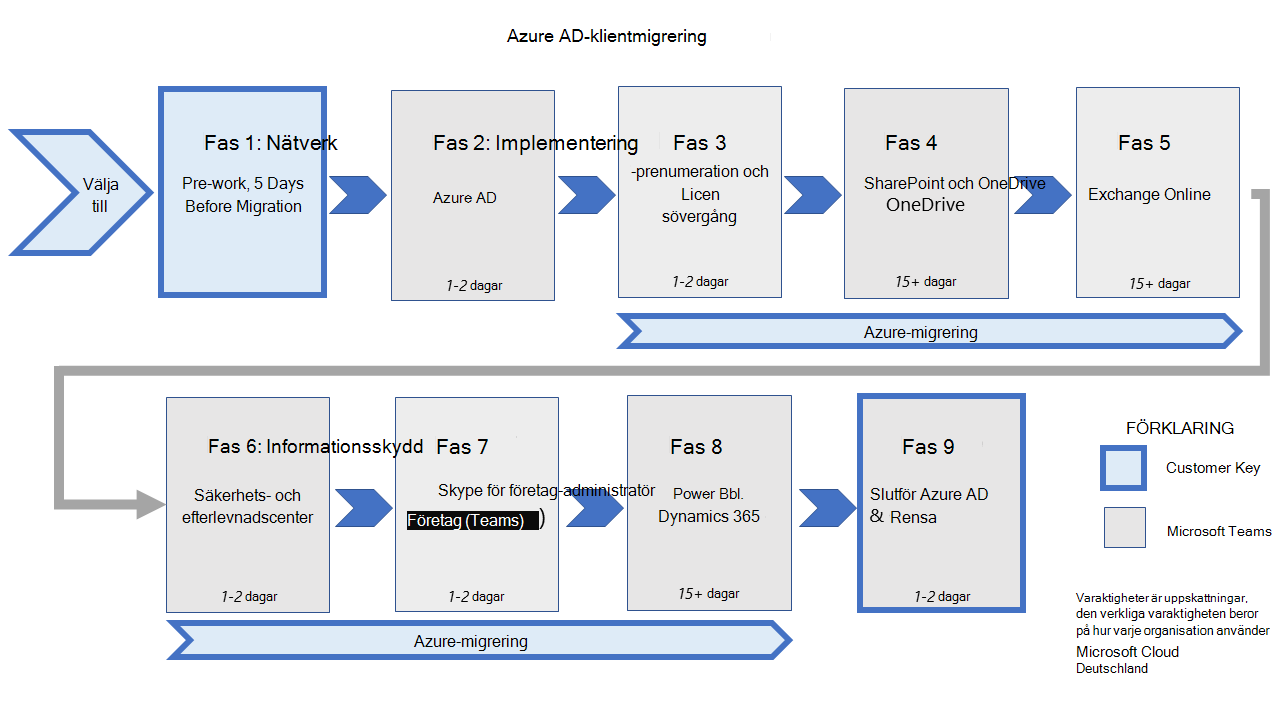 Azure AD-klientmigrering
Välja
till
Fas 1: Nätverk
Pre-work, 5 Days
Before Migration
Fas 2: Implementering
Azure AD
1-2 dagar
Fas 3
-prenumeration och
Licen
sövergång
1-2 dagar
Fas 4
SharePoint och OneDrive
OneDrive
15+ dagar
Fas 5
Exchange Online
15+ dagar
Azure-migrering
Fas 6: Informationsskydd
Säkerhets- och
efterlevnadscenter
1-2 dagar
Fas 7
Skype för företag-administratör
Företag (Teams) )
1-2 dagar
Fas 8
Power Bbl.
Dynamics 365
15+ dagar
Fas 9
Slutför Azure AD
& Rensa
1-2 dagar
Azure-migrering
FÖRKLARING
Customer Key
Microsoft Teams
Varaktigheter är uppskattningar,
den verkliga varaktigheten beror
på hur varje organisation använder
Microsoft Cloud
Deutschland